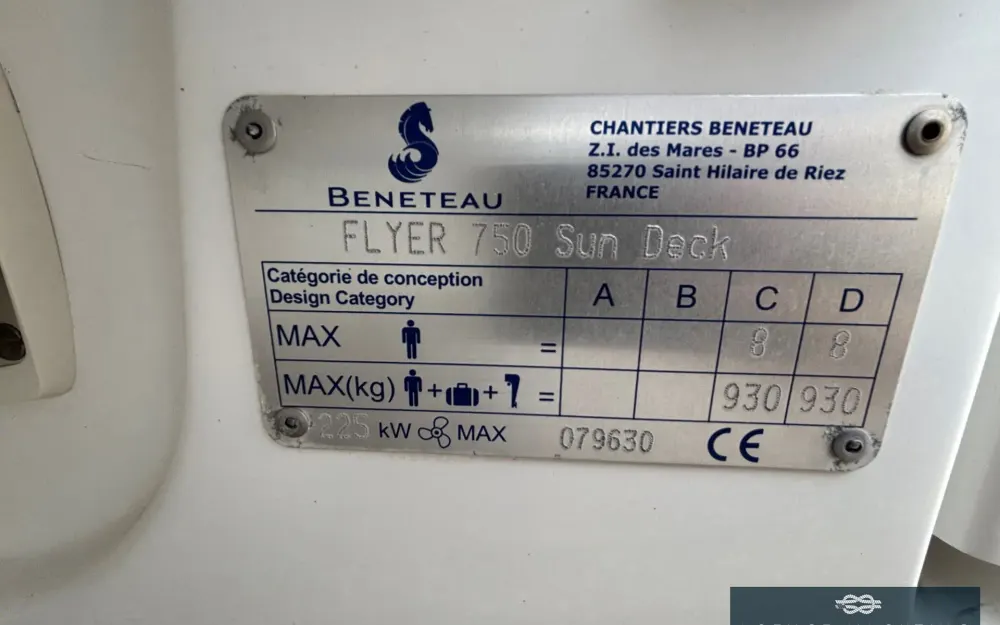 BENETEAU
CHANTIERS BENETEAU
Z.I. des Mares - BP 66
85270 Saint Hilaire de Riez
FRANCE
FLYER 750 Sun Deck
Catégorie de conception
Design Category
A B C D
MAX = 8 8
MAX(kg) + + = 930 930
225 kW MAX 079630 CE